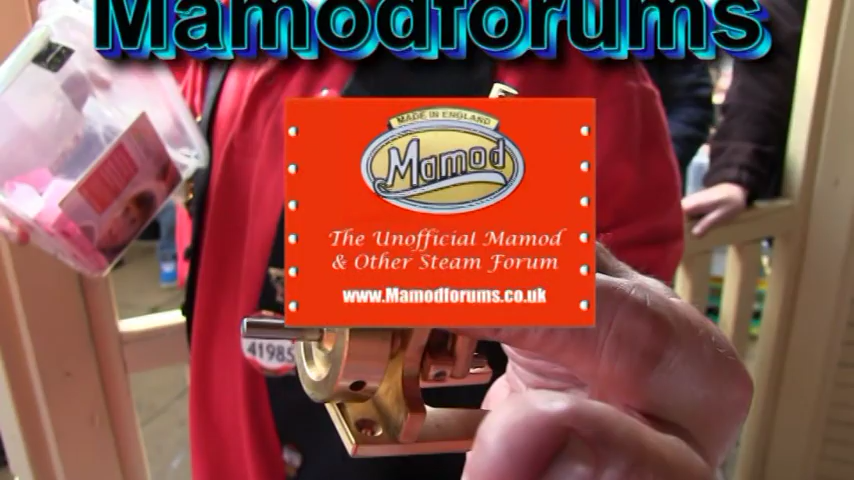 Mamodforums
MADE IN ENGLAND
Mamod
The Unofficial Mamod
& Other Steam Forum
www.Mamodforums.co.uk
41985